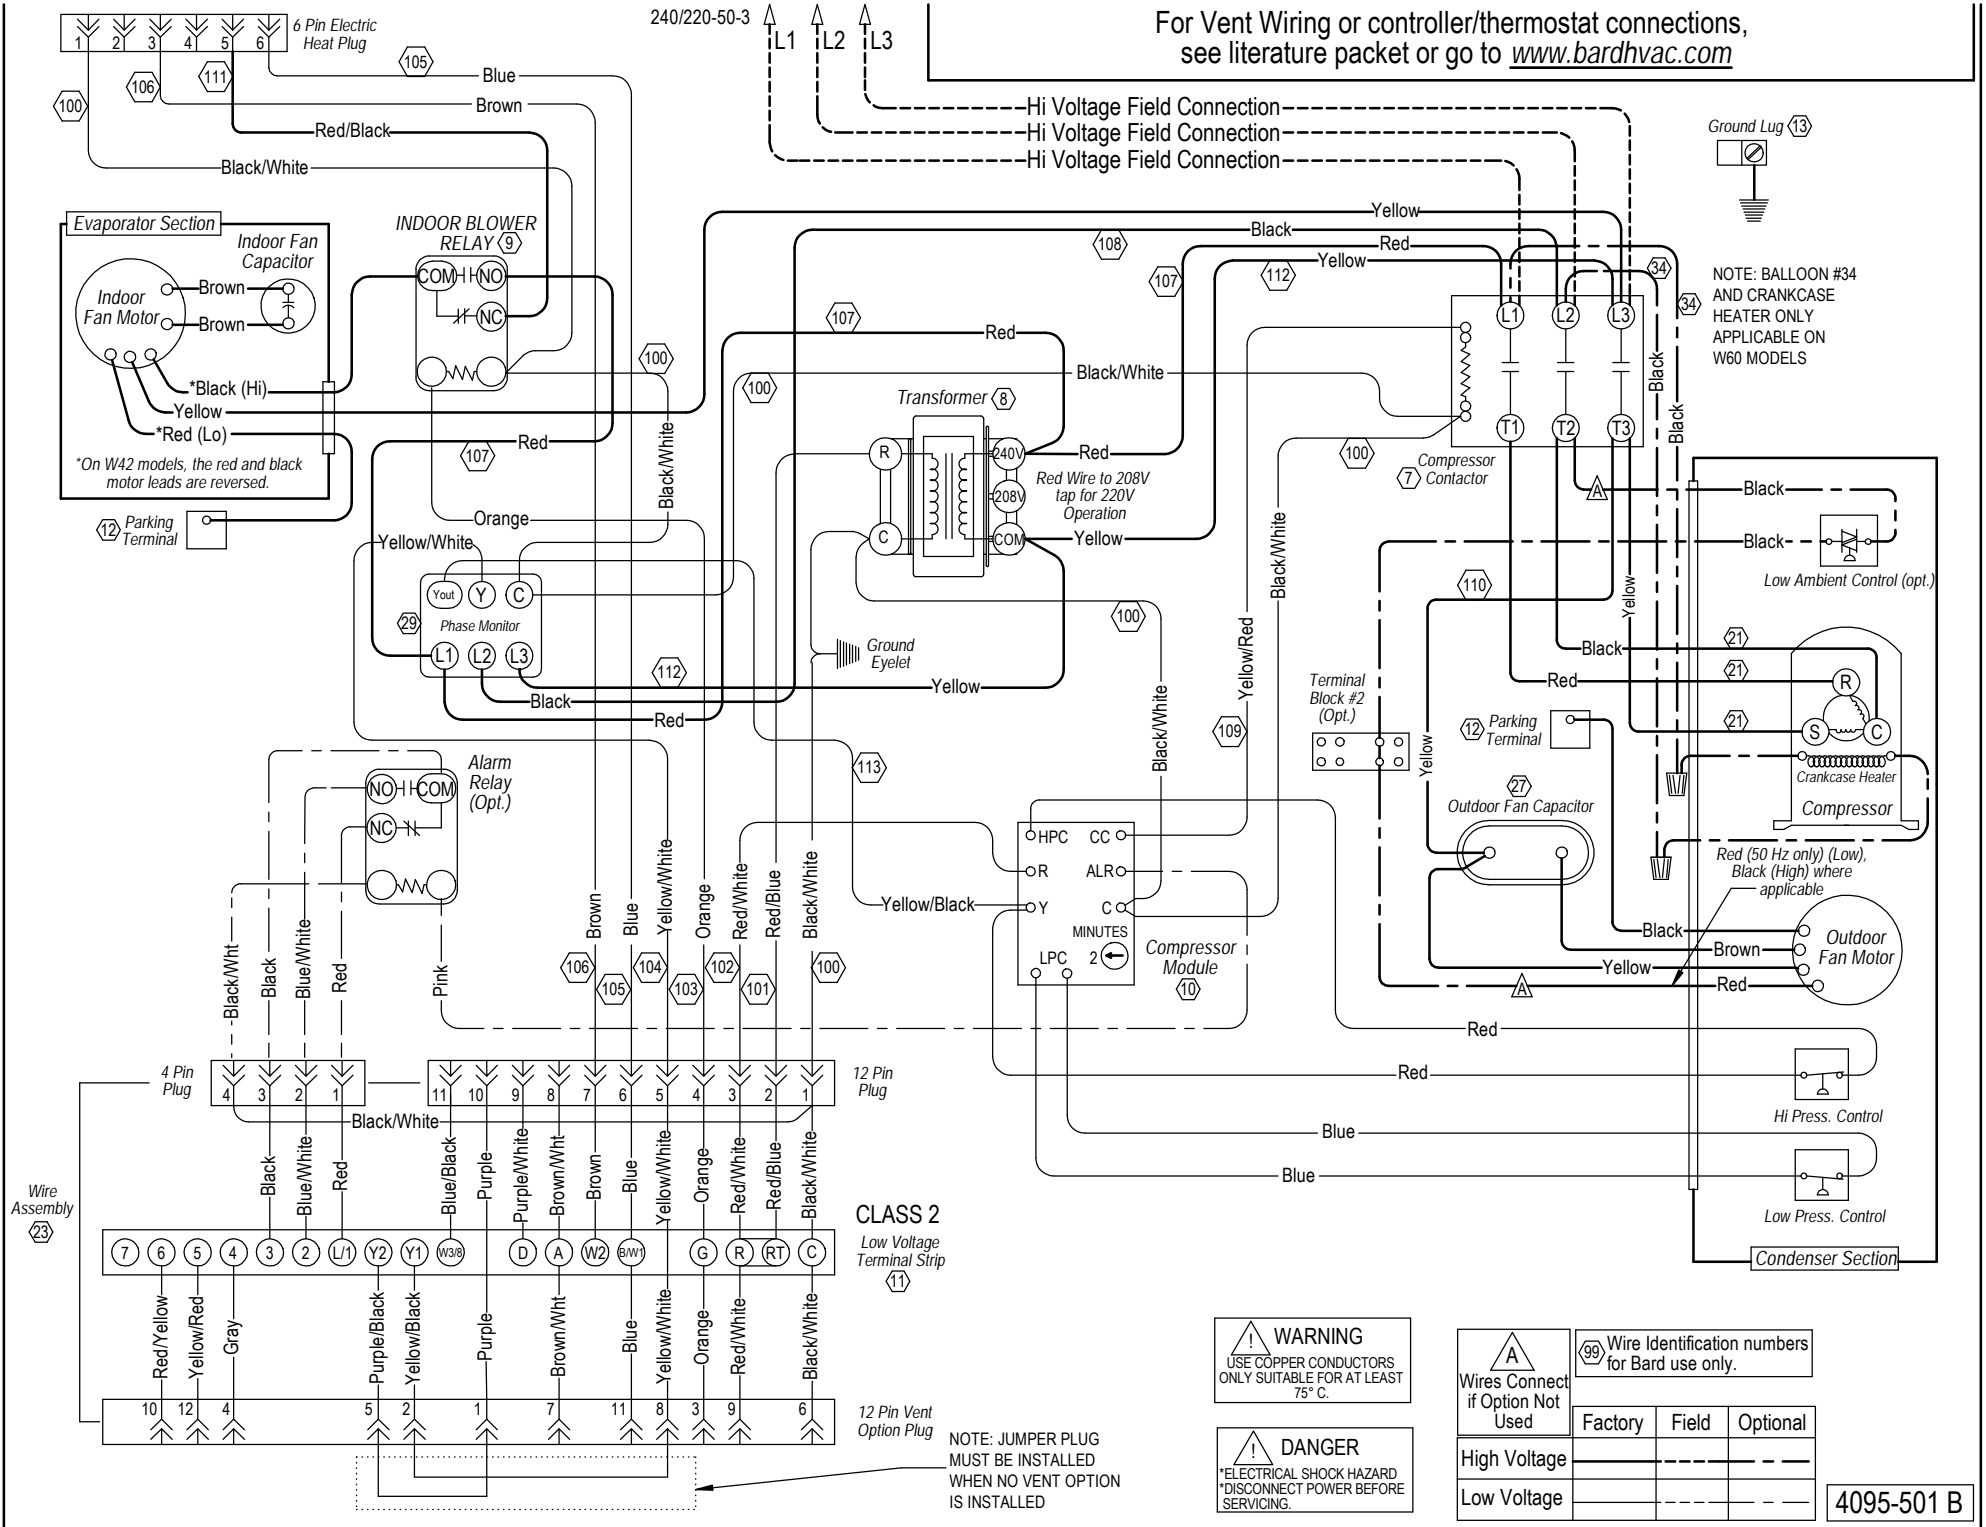 6 Pin Electric
Heat Plug
1 2 3 4 5 6
240/220-50-3
L1 L2 L3
For Vent Wiring or controller/thermostat connections,
see literature packet or go to www.bardhvac.com
105
Blue
106
111
100
Brown
Red/Black
Black/White
Hi Voltage Field Connection
Hi Voltage Field Connection
Hi Voltage Field Connection
Ground Lug 13
Evaporator Section
Indoor Fan
Capacitor
Indoor
Fan Motor
Brown
Brown
*Black (Hi)
Yellow
*Red (Lo)
*On W42 models, the red and black
motor leads are reversed.
12 Parking
Terminal
INDOOR BLOWER
RELAY 9
COM NO
NC
Yellow
Black
108
Red
107
Yellow
112
34
34
NOTE: BALLOON #34
AND CRANKCASE
HEATER ONLY
APPLICABLE ON
W60 MODELS
107
Red
100
100
Black/White
107
Red
Black/White
L1 L2 L3
T1 T2 T3
Black
Black
Compressor
7 Contactor
100
Transformer 8
R
C
240V
208V
COM
Red
Red Wire to 208V
tap for 220V
Operation
Yellow
Orange
Yellow/White
Yout Y C
Phase Monitor
29
L1 L2 L3
112
Yellow
Black
Red
Ground
Eyelet
100
Black/White
Yellow/Red
109
Black/White
A
Black
Black
Low Ambient Control (opt.)
110
Yellow
Black
21
Red
21
21
R
S
C
Crankcase Heater
Compressor
Terminal
Block #2
(Opt.)
12 Parking
Terminal
Yellow
27
Outdoor Fan Capacitor
Red (50 Hz only) (Low),
Black (High) where
applicable
Black
Brown
Yellow
Red
A
Outdoor
Fan Motor
Alarm
Relay
(Opt.)
NO COM
NC
113
Yellow/Black
HPC CC
R ALR
Y C
MINUTES
LPC 2
Compressor
Module
10
Black/Wht
Black
Blue/White
Red
Pink
Brown
Blue
Yellow/White
Orange
Red/White
Red/Blue
Black/White
106
105
104
103
102
101
100
Red
Red
Hi Press. Control
Blue
Blue
Low Press. Control
Condenser Section
4 Pin
Plug
4 3 2 1
11 10 9 8 7 6 5 4 3 2 1
12 Pin
Plug
Black/White
Black
Blue/White
Red
Blue/Black
Purple
Purple/White
Brown/Wht
Brown
Blue
Yellow/White
Orange
Red/White
Red/Blue
Black/White
Wire
Assembly
23
7 6 5 4 3 2 L/1 Y2 Y1 W3/8 D A W2 B/W1 G R RT C
CLASS 2
Low Voltage
Terminal Strip
11
Red/Yellow
Yellow/Red
Gray
Purple/Black
Yellow/Black
Purple
Brown/Wht
Blue
Yellow/White
Orange
Red/White
Black/White
10 12 4 5 2 1 7 11 8 3 9 6
12 Pin Vent
Option Plug
NOTE: JUMPER PLUG
MUST BE INSTALLED
WHEN NO VENT OPTION
IS INSTALLED
! WARNING
USE COPPER CONDUCTORS
ONLY SUITABLE FOR AT LEAST
75° C.
! DANGER
*ELECTRICAL SHOCK HAZARD
*DISCONNECT POWER BEFORE
SERVICING.
A
Wires Connect
if Option Not
Used
99 Wire Identification numbers
for Bard use only.
Factory Field Optional
High Voltage
Low Voltage
4095-501 B